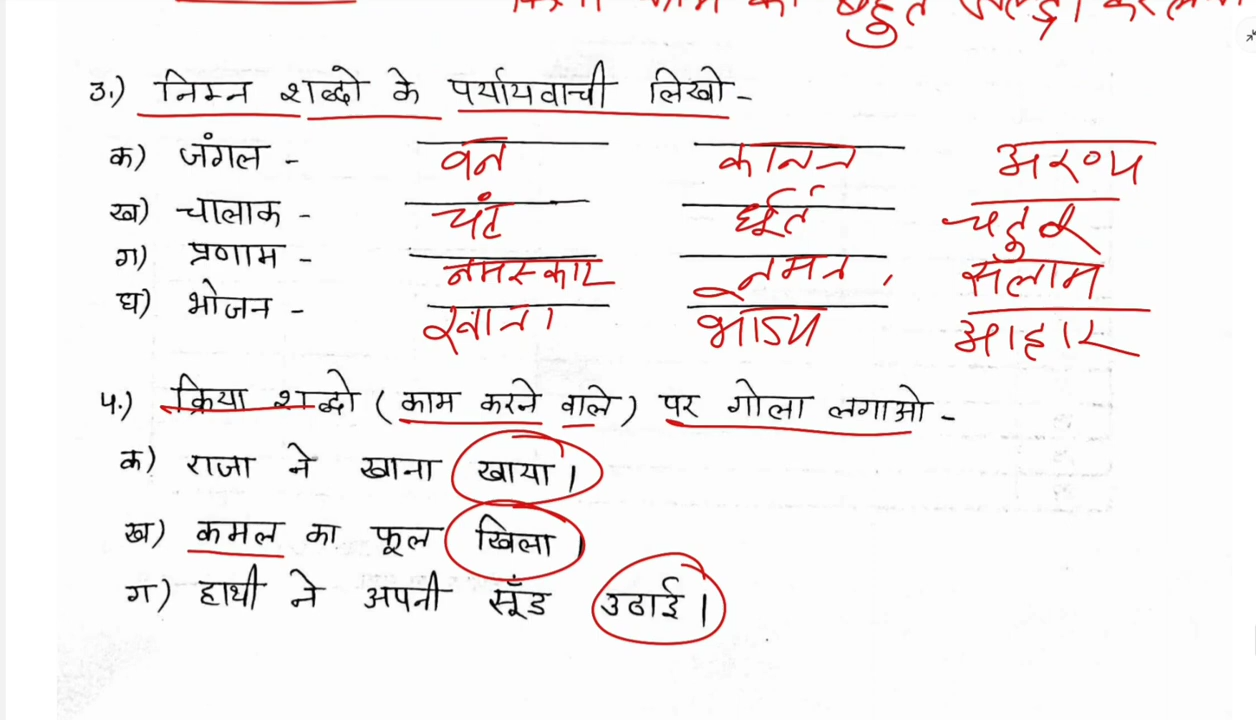 काम को बहुत
3.) निम्न शब्दो के पर्यायवाची लिखो -
क) जंगल - वन कानन अरण्य
ख) चालाक - चंट धूर्त चतुर
ग) प्रणाम - नमस्कार नमन, सलाम
घ) भोजन - खाना भोज्य आहार
4.) क्रिया शब्दो (काम करने वाले) पर गोला लगाओ -
क) राजा ने खाना खाया।
ख) कमल का फूल खिला।
ग) हाथी ने अपनी सूँड उठाई।